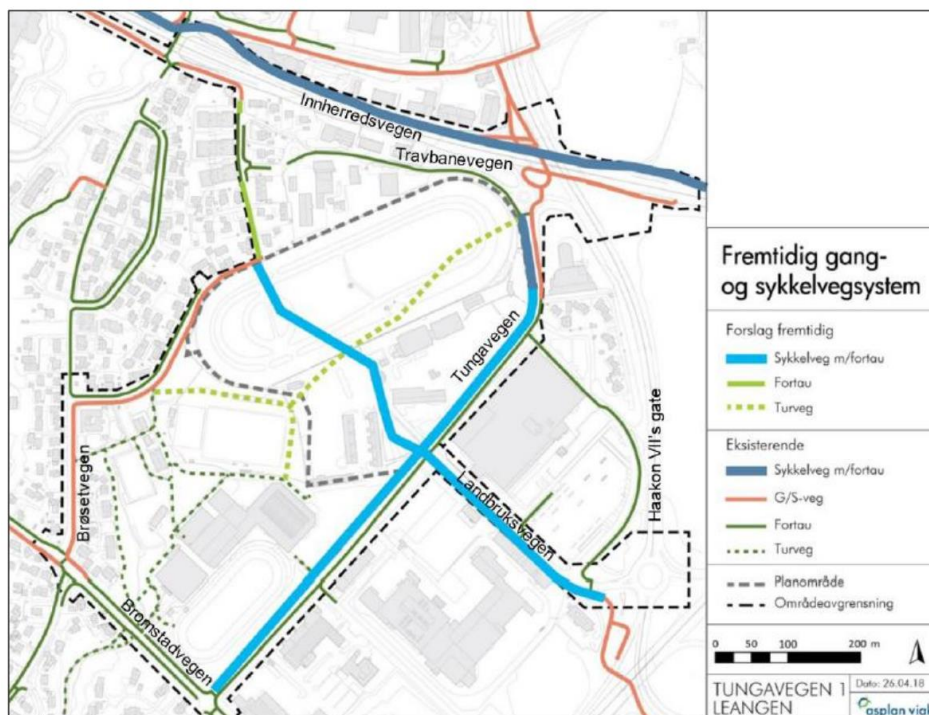 Innherredsvegen
Travbanevegen
Tungavegen
Haakon VII's gate
Landbruksvegen
Brøsetvegen
Bromstadvegen
Fremtidig gang-
og sykkelvegsystem
Forslag fremtidig
Sykkelveg m/fortau
Fortau
Turveg
Eksisterende
Sykkelveg m/fortau
G/S-veg
Fortau
Turveg
Planområde
Områdeavgrensning
0 50 100 200 m
TUNGAVEGEN 1
LEANGEN
Dato: 26.04.18
asplan viak